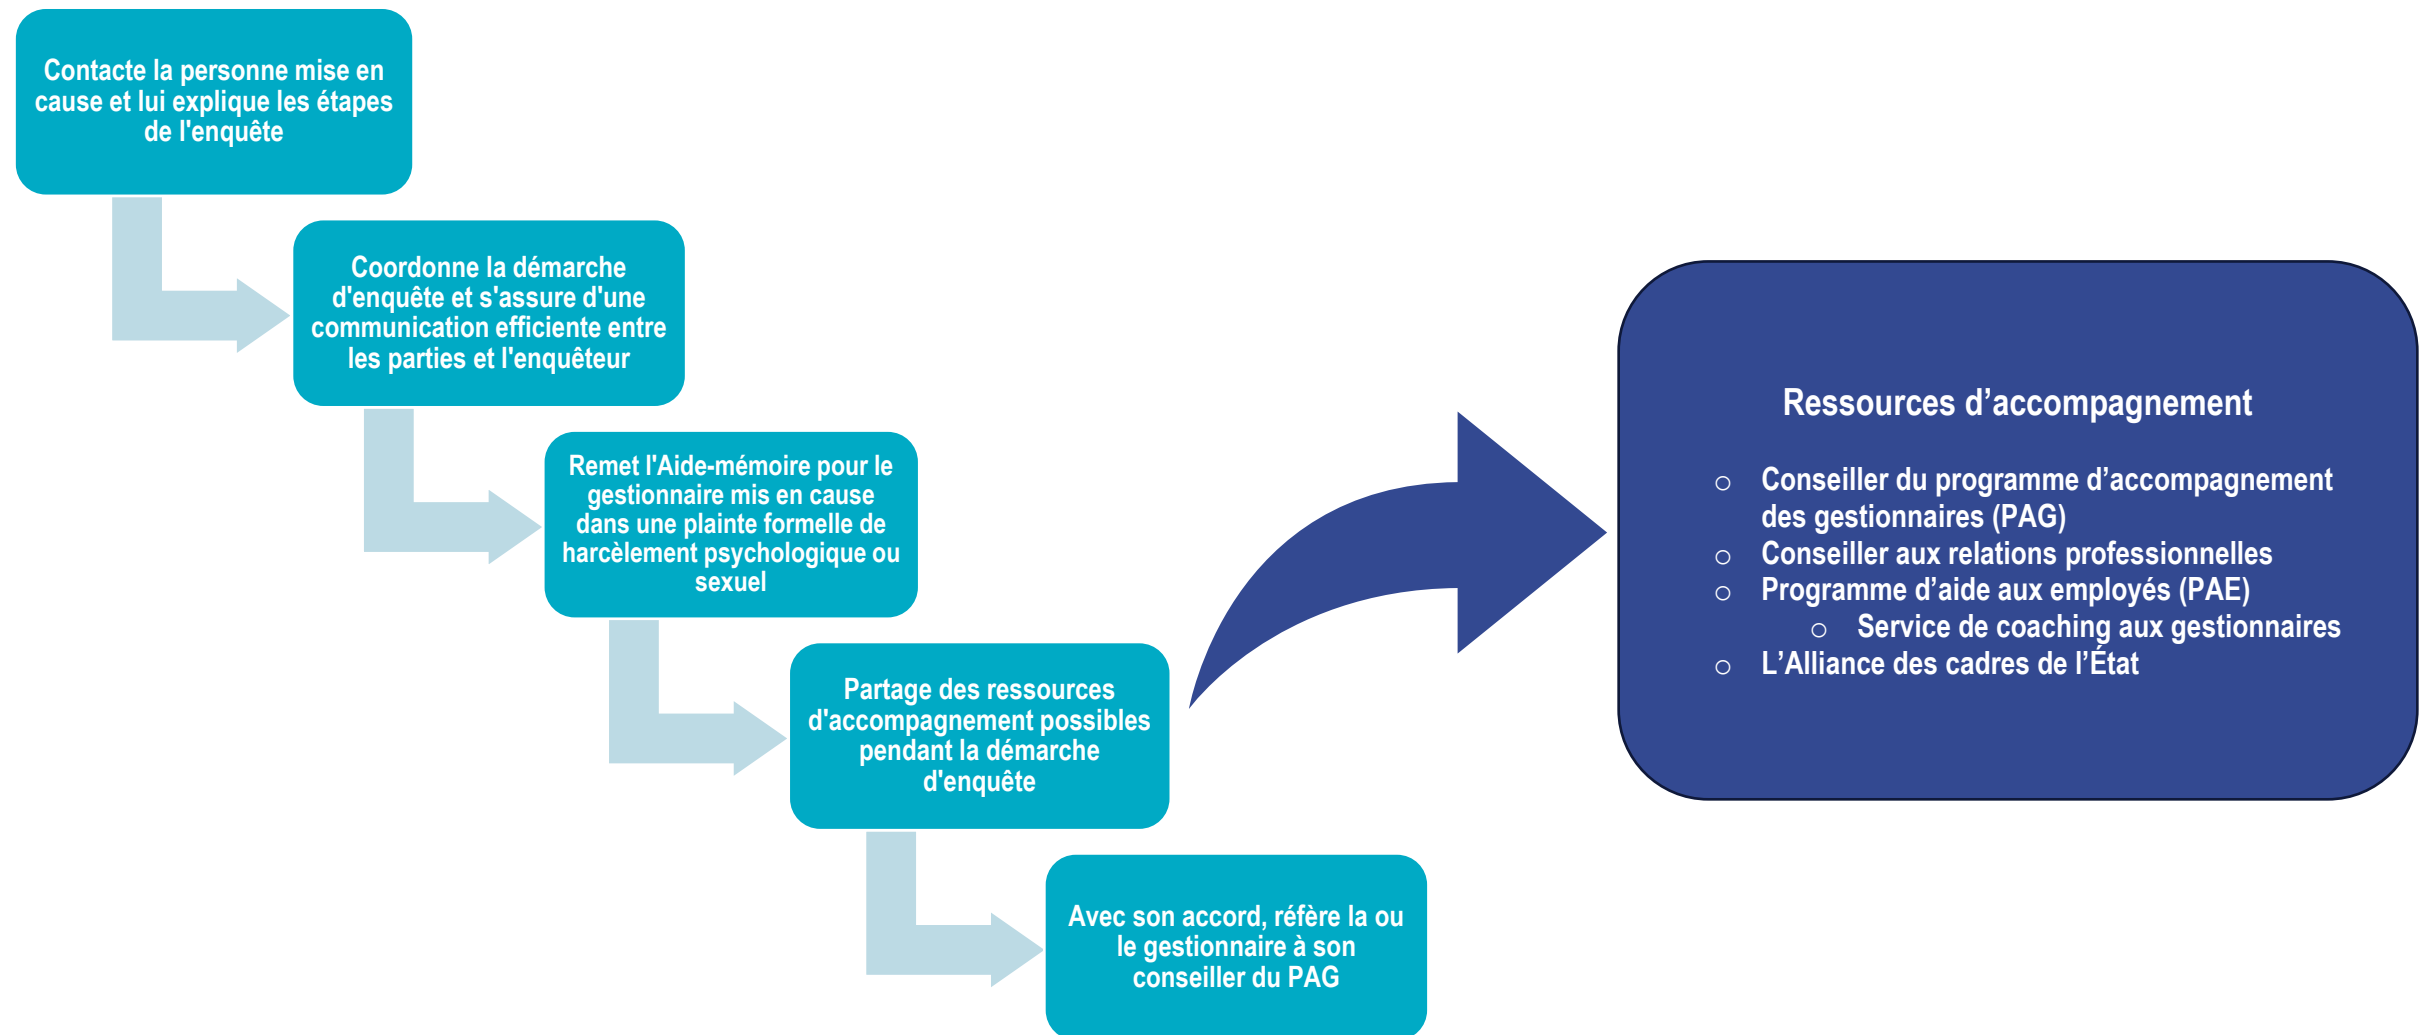 Contacte la personne mise en
cause et lui explique les étapes
de l'enquête
Coordonne la démarche
d'enquête et s'assure d'une
communication efficiente entre
les parties et l'enquêteur
Remet l'Aide-mémoire pour le
gestionnaire mis en cause
dans une plainte formelle de
harcèlement psychologique ou
sexuel
Partage des ressources
d'accompagnement possibles
pendant la démarche
d'enquête
Avec son accord, réfère la ou
le gestionnaire à son
conseiller du PAG
Ressources d’accompagnement
○ Conseiller du programme d’accompagnement
des gestionnaires (PAG)
○ Conseiller aux relations professionnelles
○ Programme d’aide aux employés (PAE)
○ Service de coaching aux gestionnaires
○ L’Alliance des cadres de l’État